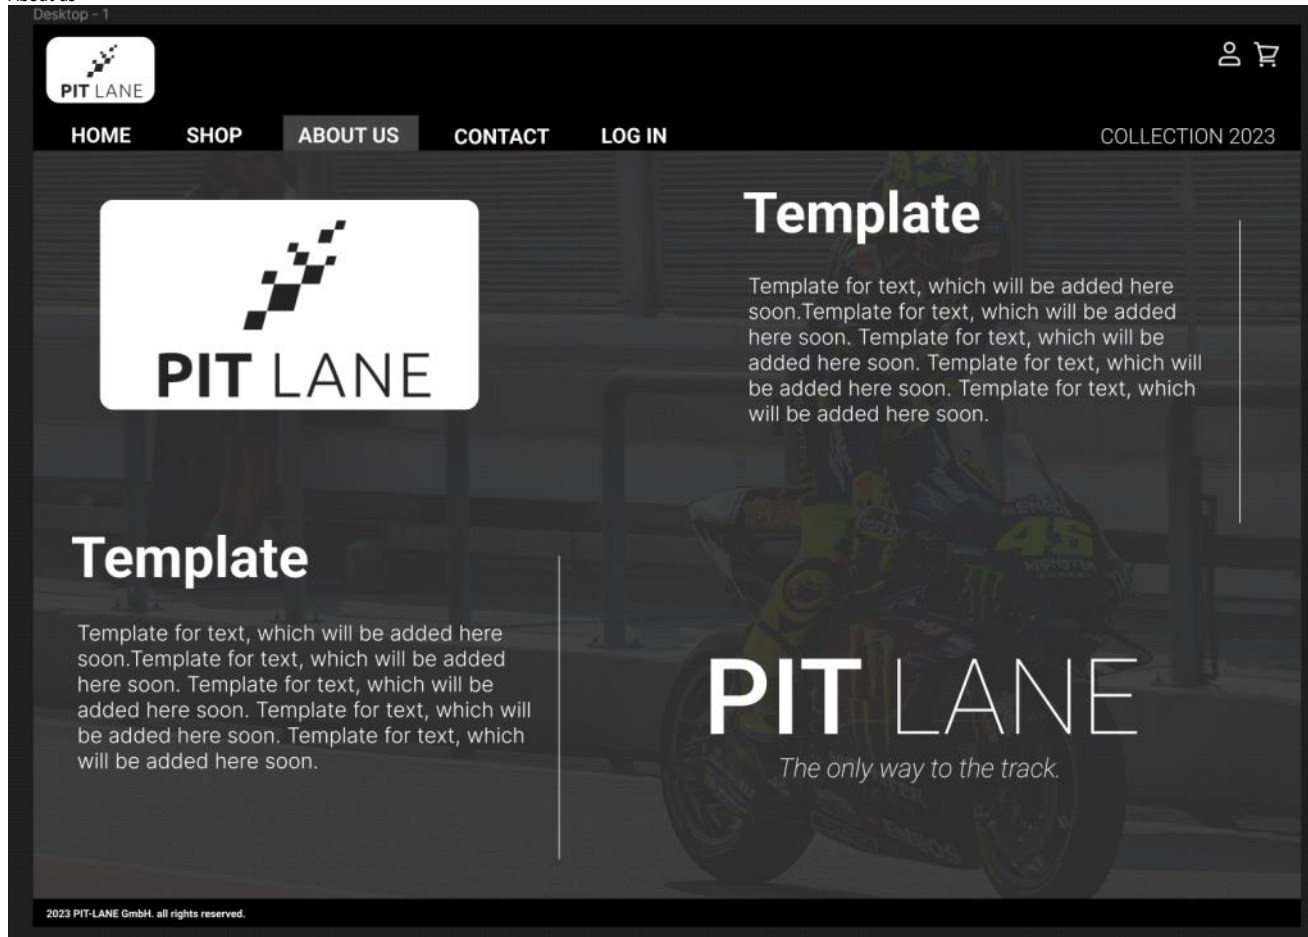 About us
Desktop - 1
PIT LANE
HOME SHOP ABOUT US CONTACT LOG IN COLLECTION 2023
PIT LANE
Template
Template for text, which will be added here
soon.Template for text, which will be added
here soon. Template for text, which will be
added here soon. Template for text, which will
be added here soon. Template for text, which
will be added here soon.
Template
Template for text, which will be added here
soon.Template for text, which will be added
here soon. Template for text, which will be
added here soon. Template for text, which will
be added here soon. Template for text, which
will be added here soon.
ENEOS
46
MONSTER
PIT LANE
The only way to the track.
ENEOS
2023 PIT-LANE GmbH. all rights reserved.